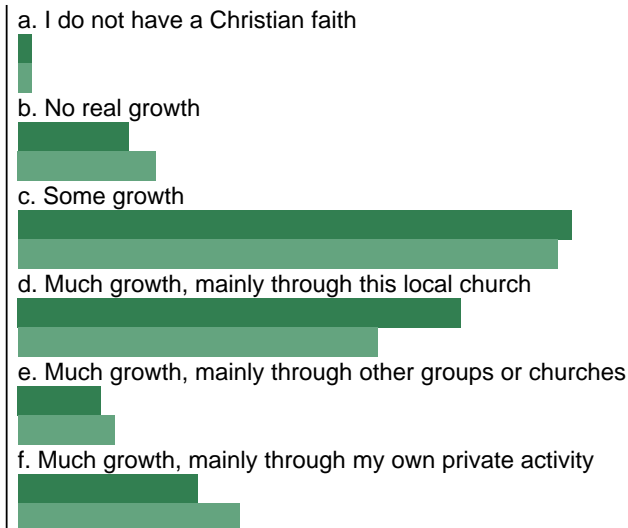 a. I do not have a Christian faith
b. No real growth
c. Some growth
d. Much growth, mainly through this local church
e. Much growth, mainly through other groups or churches
f. Much growth, mainly through my own private activity